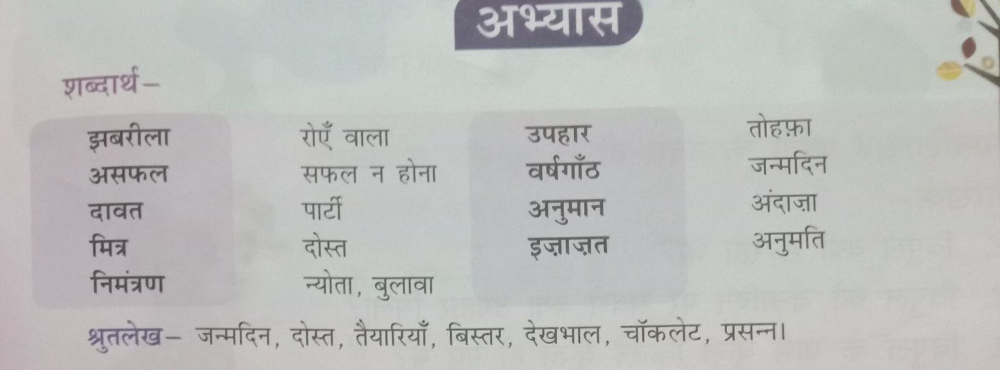 अभ्यास
शब्दार्थ–
झबरीला रोएँ वाला उपहार तोहफ़ा
असफल सफल न होना वर्षगाँठ जन्मदिन
दावत पार्टी अनुमान अंदाज़ा
मित्र दोस्त इज़ाज़त अनुमति
निमंत्रण न्योता, बुलावा
श्रुतलेख– जन्मदिन, दोस्त, तैयारियाँ, बिस्तर, देखभाल, चॉकलेट, प्रसन्न।